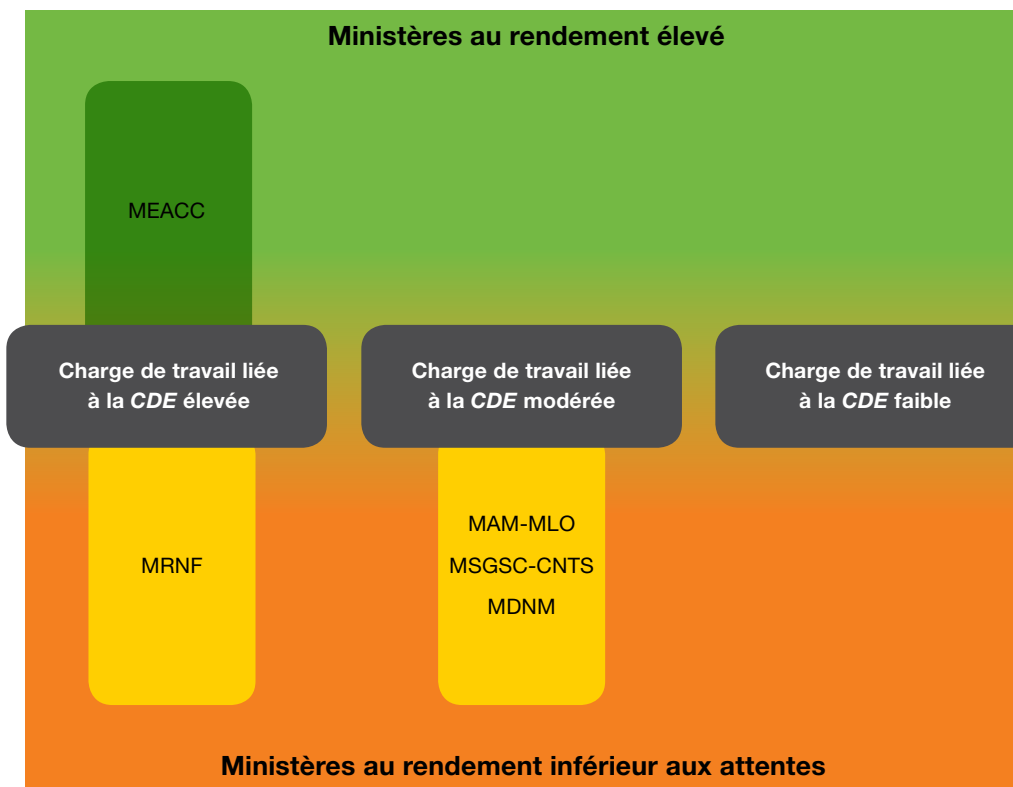 Ministères au rendement élevé
MEACC
Charge de travail liée
à la CDE élevée
Charge de travail liée
à la CDE modérée
Charge de travail liée
à la CDE faible
MRNF
MAM-MLO
MSGSC-CNTS
MDNM
Ministères au rendement inférieur aux attentes